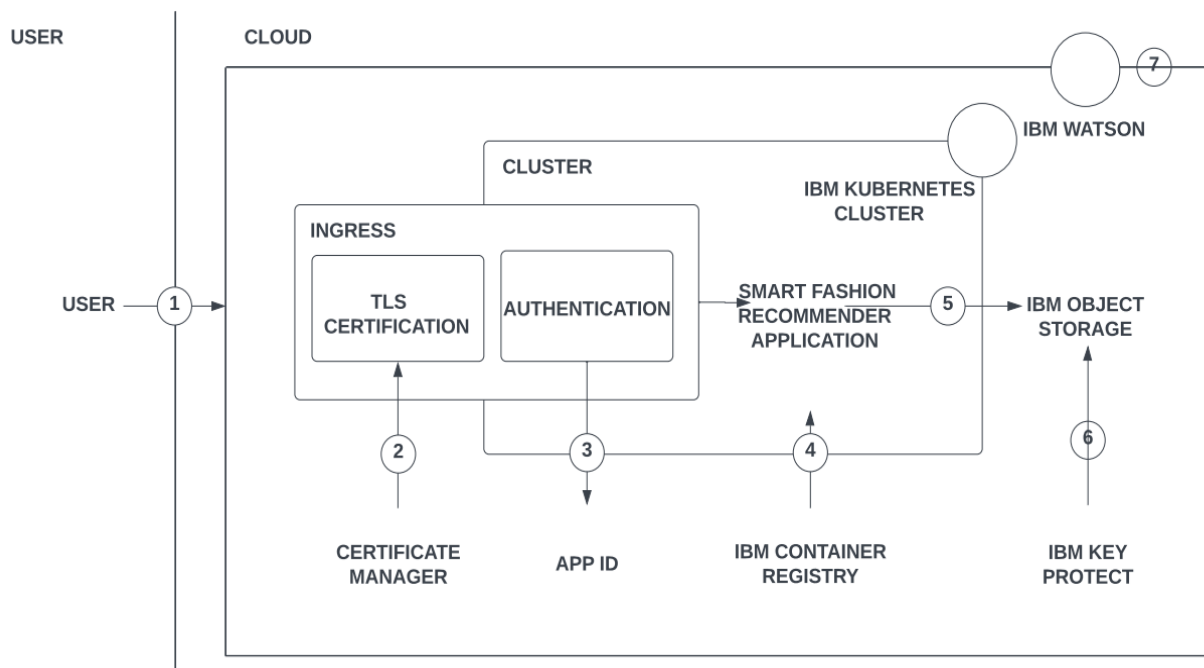 USER
CLOUD
7
IBM WATSON
CLUSTER
IBM KUBERNETES
CLUSTER
INGRESS
TLS
CERTIFICATION
AUTHENTICATION
USER
1
SMART FASHION
RECOMMENDER
APPLICATION
5
IBM OBJECT
STORAGE
2
3
4
6
CERTIFICATE
MANAGER
APP ID
IBM CONTAINER
REGISTRY
IBM KEY
PROTECT